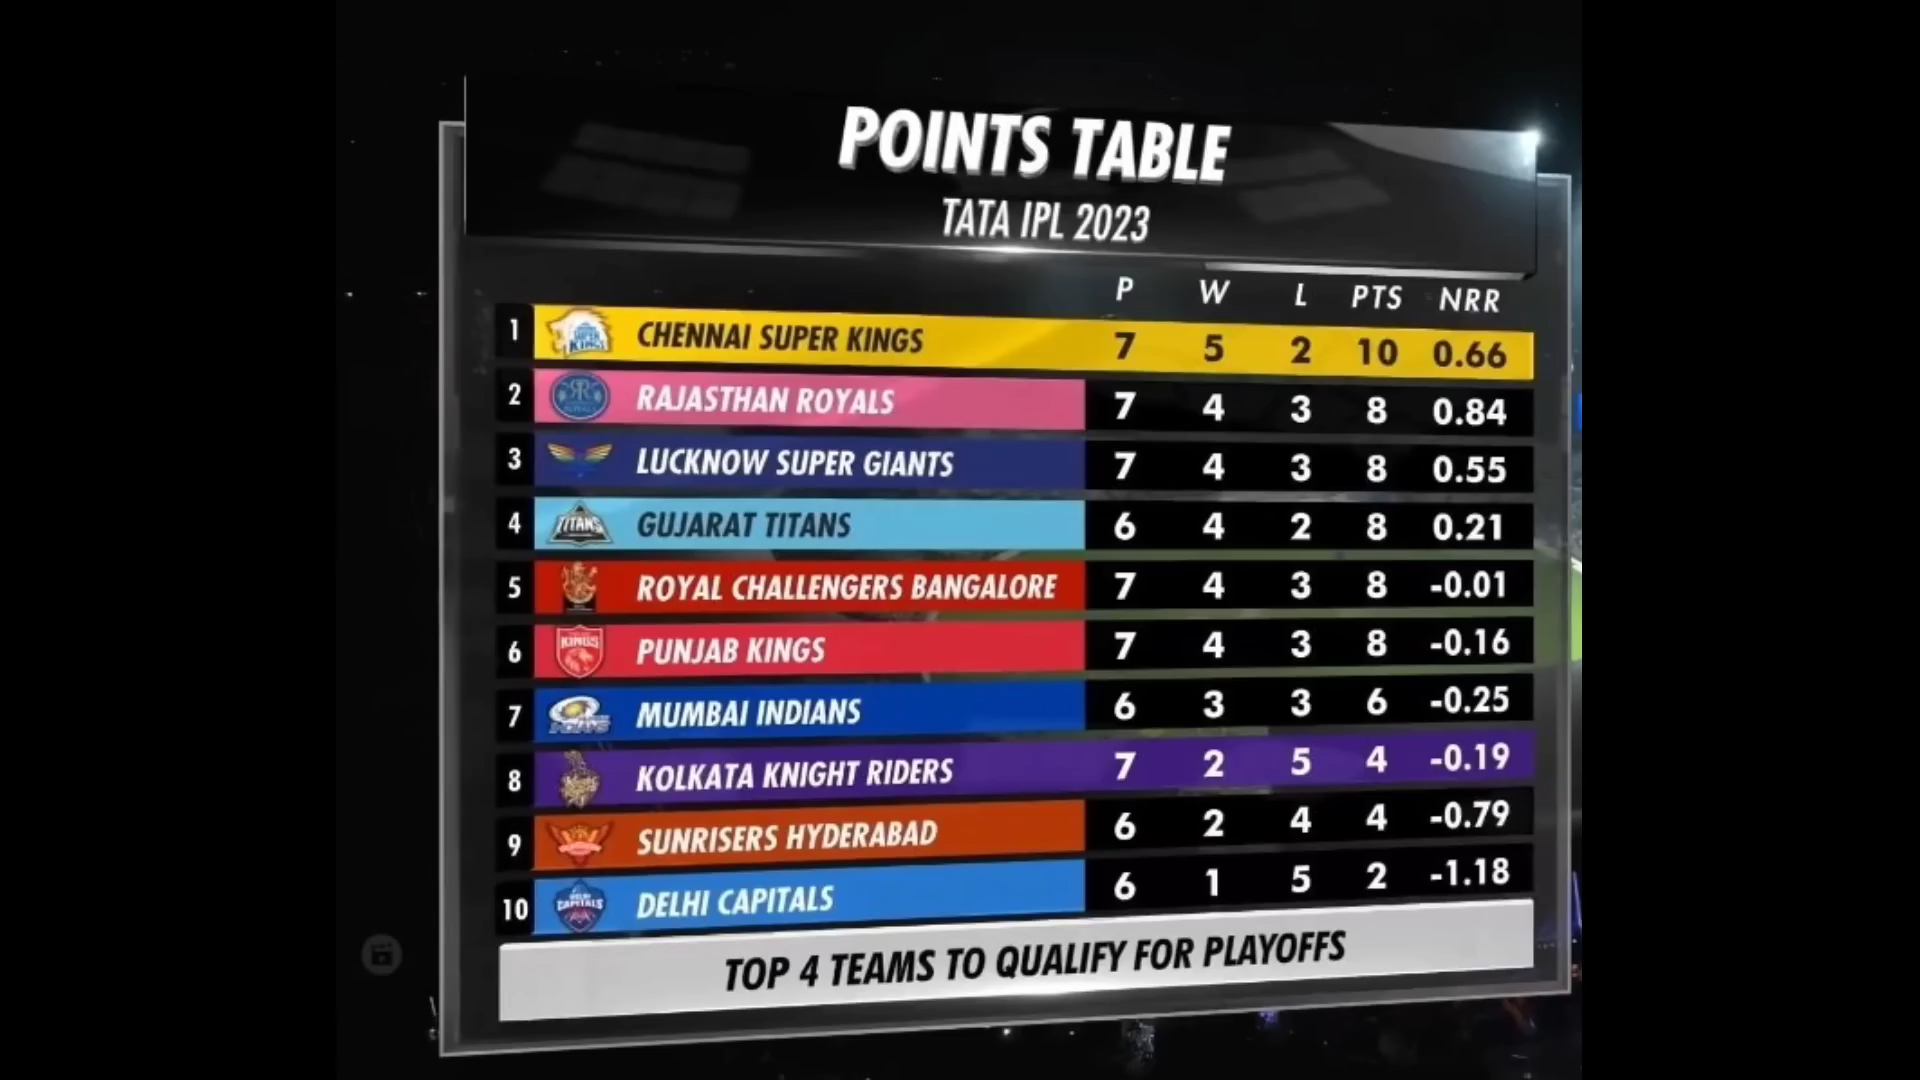 POINTS TABLE
TATA IPL 2023
P W L PTS NRR
1 CHENNAI SUPER KINGS 7 5 2 10 0.66
2 RAJASTHAN ROYALS 7 4 3 8 0.84
3 LUCKNOW SUPER GIANTS 7 4 3 8 0.55
4 TITANS GUJARAT TITANS 6 4 2 8 0.21
5 ROYAL CHALLENGERS BANGALORE 7 4 3 8 -0.01
6 KINGS PUNJAB KINGS 7 4 3 8 -0.16
7 MUMBAI INDIANS 6 3 3 6 -0.25
8 KOLKATA KNIGHT RIDERS 7 2 5 4 -0.19
9 SUNRISERS HYDERABAD 6 2 4 4 -0.79
10 CAPITALS DELHI CAPITALS 6 1 5 2 -1.18
TOP 4 TEAMS TO QUALIFY FOR PLAYOFFS